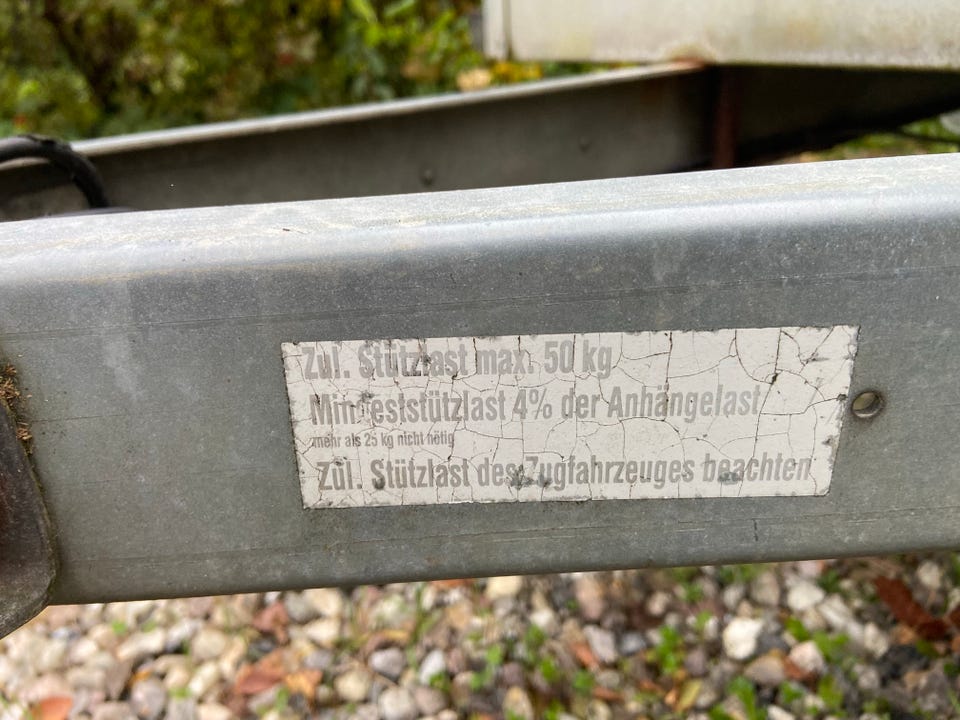 Zul. Stützlast max. 50 kg
Mindeststützlast 4% der Anhängelast
mehr als 25 kg nicht nötig
Zul. Stützlast des Zugfahrzeuges beachten